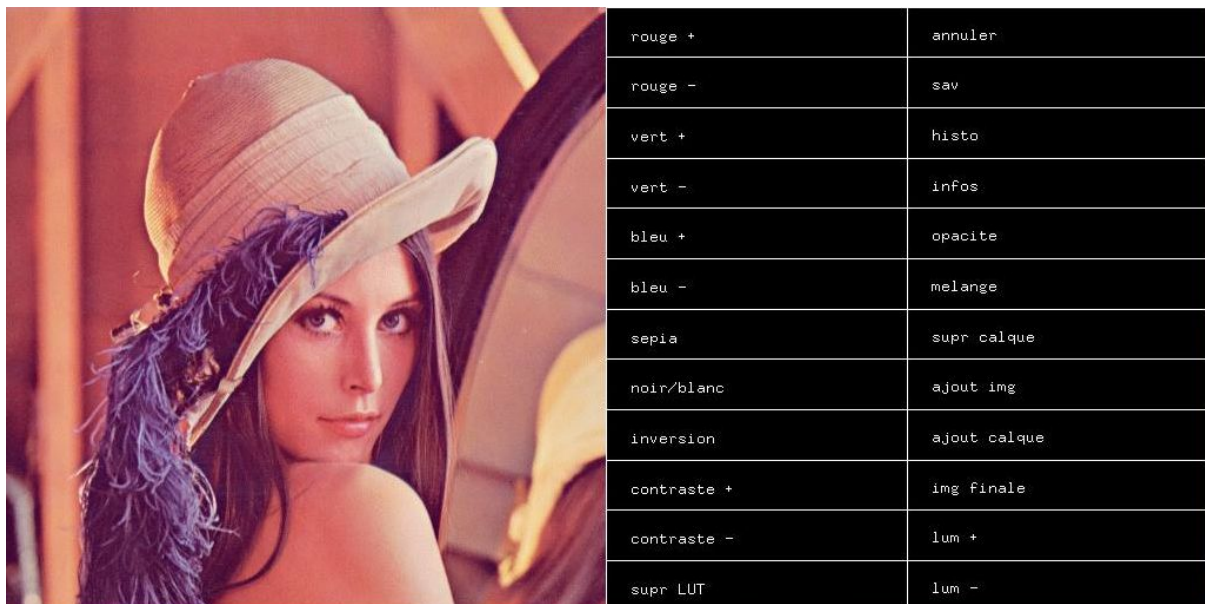 rouge + annuler
rouge - sav
vert + histo
vert - infos
bleu + opacite
bleu - melange
sepia supr calque
noir/blanc ajout img
inversion ajout calque
contraste + img finale
contraste - lum +
supr LUT lum -